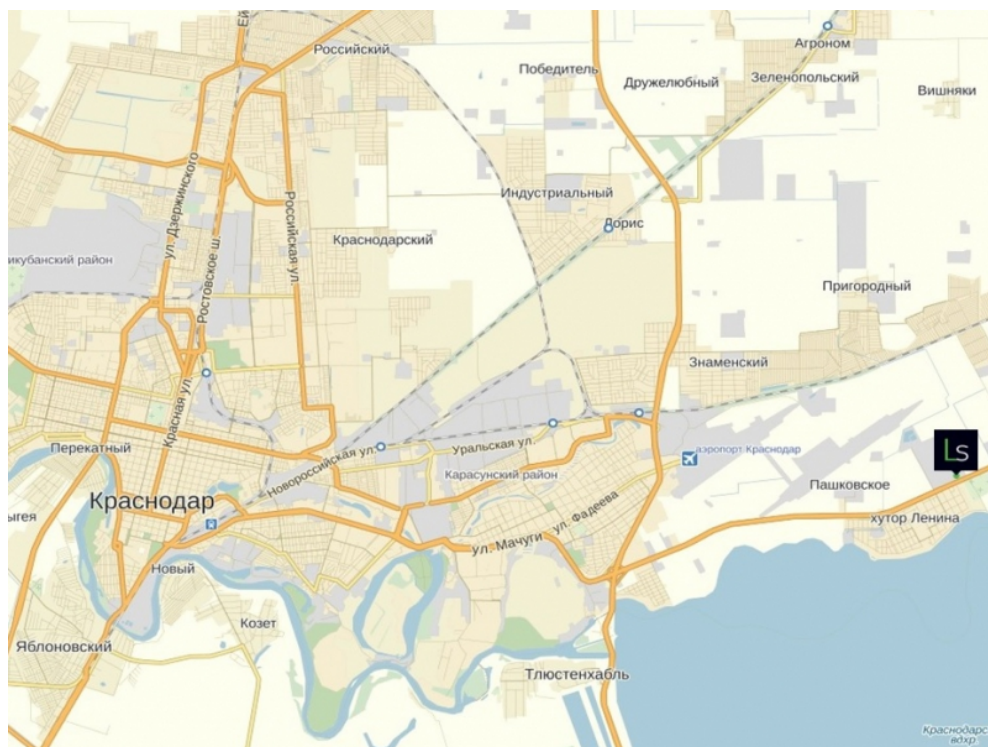 Российский
Агроном
Победитель
Дружелюбный
Зеленопольский
Вишняки
ул. Дзержинского
Индустриальный
Российская ул.
Лорис
Ростовское ш.
Краснодарский
икубанский район
Пригородный
Знаменский
Красная ул.
Перекатный
Уральская ул.
Новороссийская ул.
аэропорт Краснодар
LS
Карасунский район
Пашковское
Краснодар
ыгея
ул. Фадеева
хутор Ленина
ул. Мачуги
Новый
Козет
Яблоновский
Тлюстенхабль
Краснодарс
вдхр